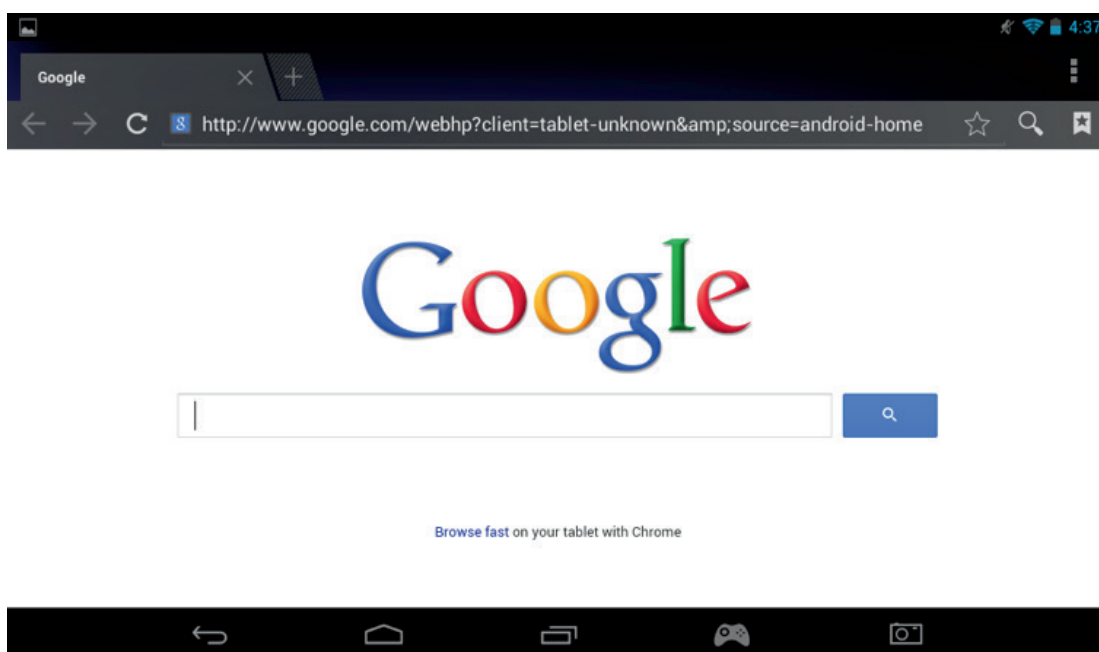 4:37
Google
http://www.google.com/webhp?client=tablet-unknown&amp;source=android-home
Google
Browse fast on your tablet with Chrome